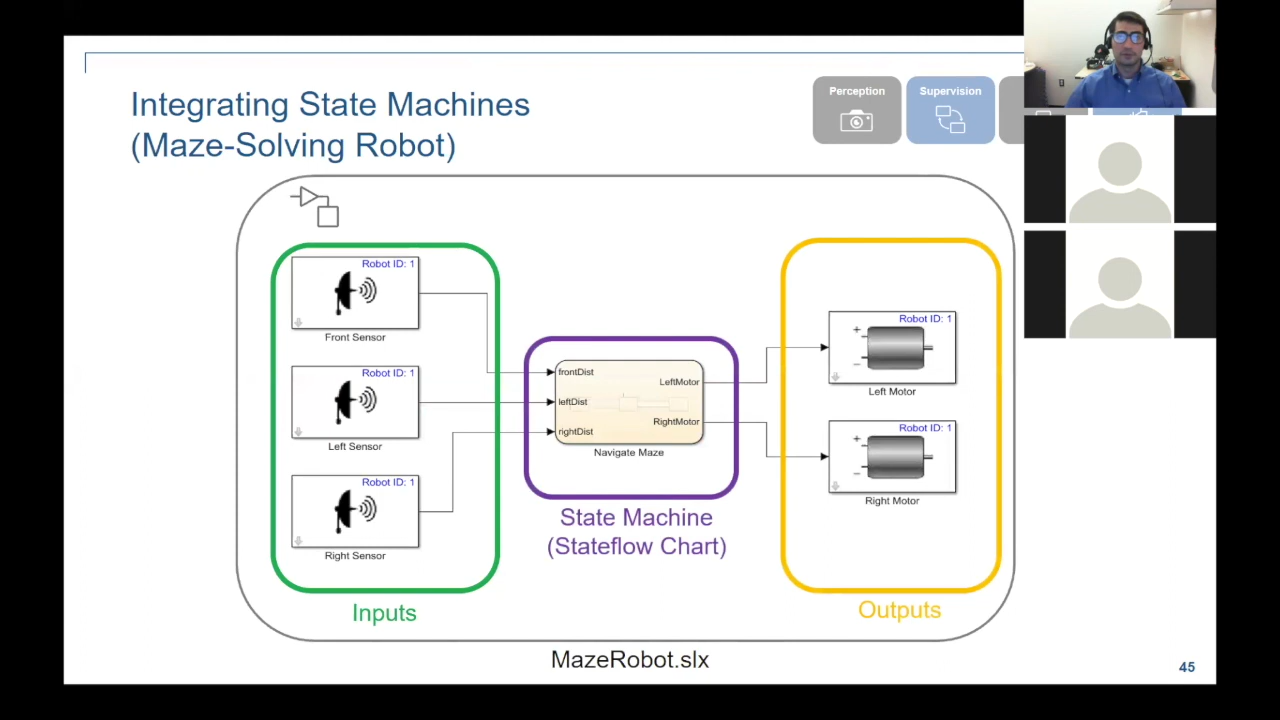 Integrating State Machines
(Maze-Solving Robot)
Perception
Supervision
Robot ID: 1
Front Sensor
Robot ID: 1
Left Sensor
Robot ID: 1
Right Sensor
Inputs
frontDist
leftDist
rightDist
LeftMotor
RightMotor
Navigate Maze
State Machine
(Stateflow Chart)
Robot ID: 1
Left Motor
Robot ID: 1
Right Motor
Outputs
MazeRobot.slx
45